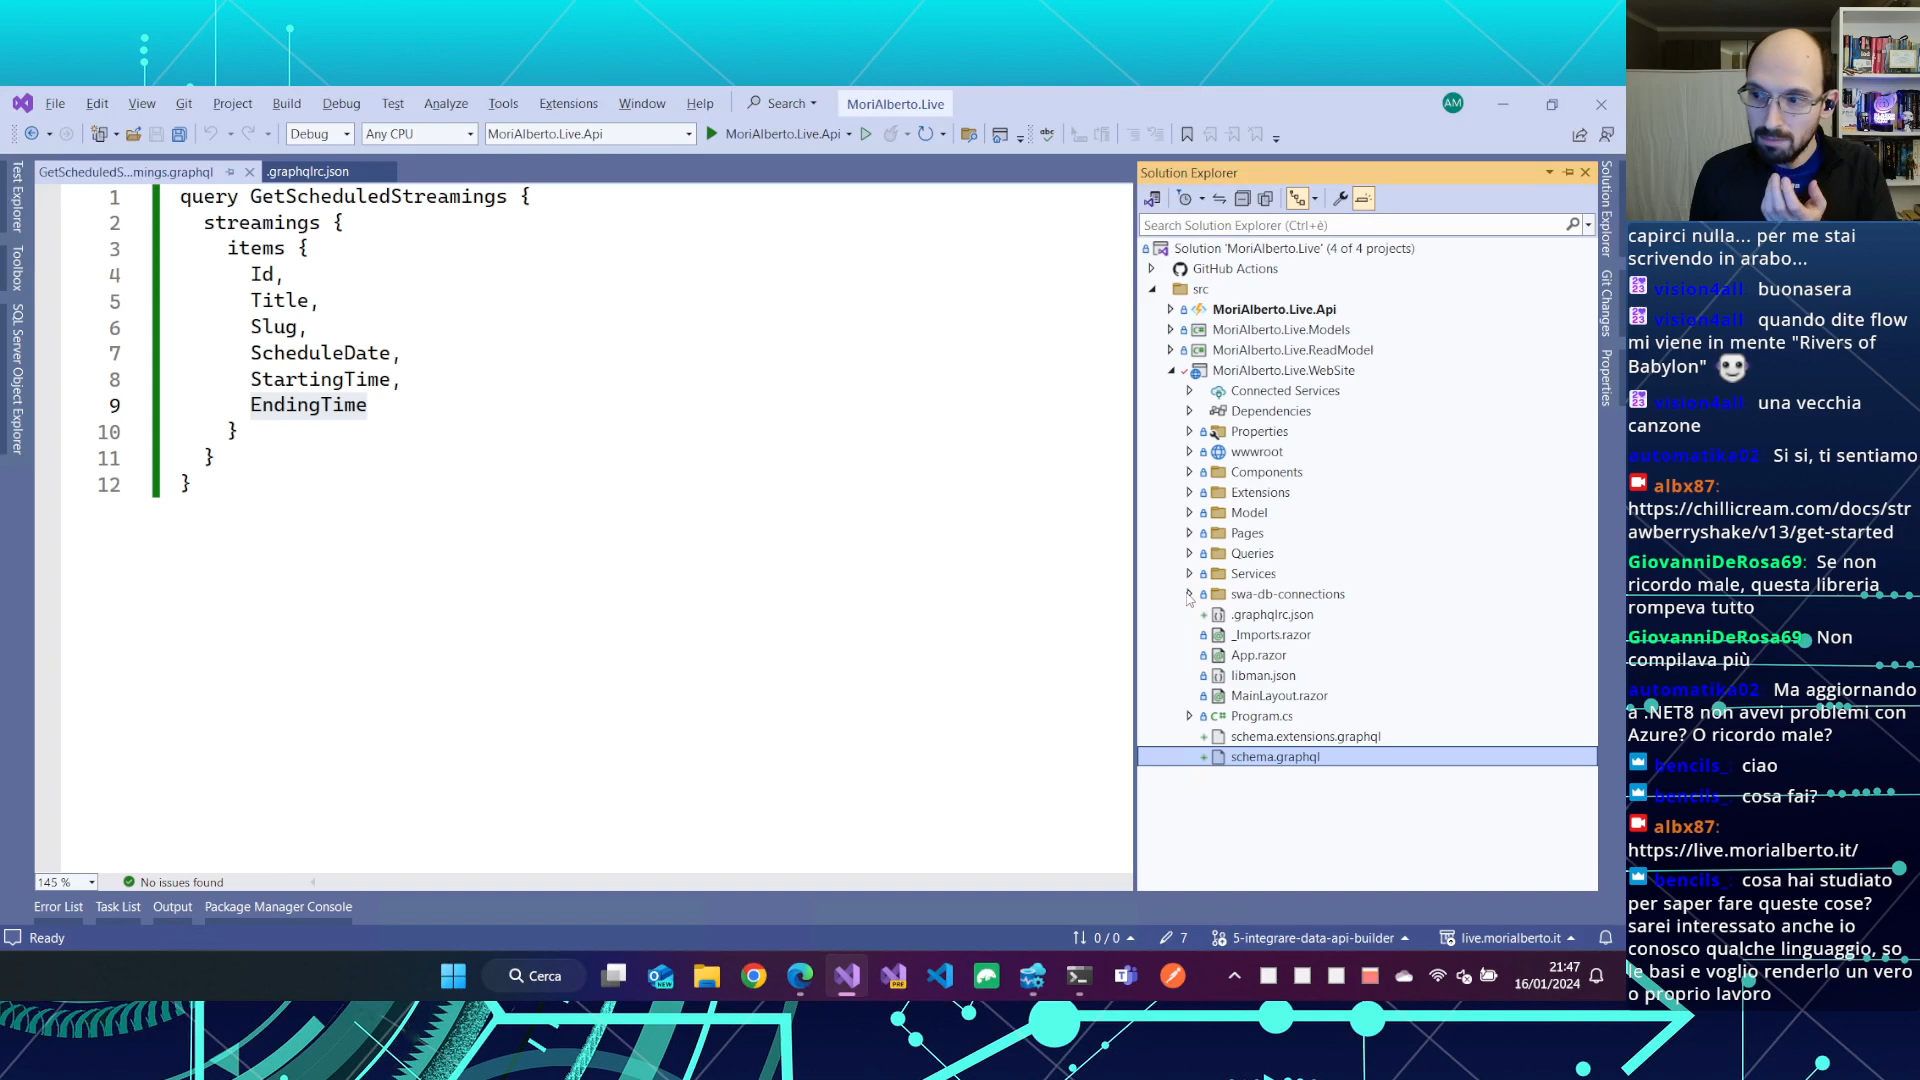 File Edit View Git Project Build Debug Test Analyze Tools Extensions Window Help Search MoriAlberto.Live AM
Debug Any CPU MoriAlberto.Live.Api MoriAlberto.Live.Api
GetScheduledS...mings.graphql .graphqlrc.json
Test Explorer
Toolbox
SQL Server Object Explorer
1 query GetScheduledStreamings {
2 streamings {
3 items {
4 Id,
5 Title,
6 Slug,
7 ScheduleDate,
8 StartingTime,
9 EndingTime
10 }
11 }
12 }
145 % No issues found
Error List Task List Output Package Manager Console
Ready 0 / 0 7 5-integrare-data-api-builder live.morialberto.it
Solution Explorer
Search Solution Explorer (Ctrl+è)
Solution 'MoriAlberto.Live' (4 of 4 projects)
GitHub Actions
src
MoriAlberto.Live.Api
MoriAlberto.Live.Models
MoriAlberto.Live.ReadModel
MoriAlberto.Live.WebSite
Connected Services
Dependencies
Properties
wwwroot
Components
Extensions
Model
Pages
Queries
Services
swa-db-connections
.graphqlrc.json
_Imports.razor
App.razor
libman.json
MainLayout.razor
Program.cs
schema.extensions.graphql
schema.graphql
Solution Explorer
Git Changes
Properties
Cerca
NEW
PRE
21:47
16/01/2024
capirci nulla... per me stai
scrivendo in arabo...
vision4all buonasera
vision4all quando dite flow
mi viene in mente "Rivers of
Babylon"
vision4all una vecchia
canzone
automatika02 Si si, ti sentiamo
albx87:
https://chillicream.com/docs/str
awberryshake/v13/get-started
GiovanniDeRosa69: Se non
ricordo male, questa libreria
rompeva tutto
GiovanniDeRosa69: Non
compilava più
automatika02 Ma aggiornando
a .NET8 non avevi problemi con
Azure? O ricordo male?
bencils_: ciao
bencils_: cosa fai?
albx87:
https://live.morialberto.it/
bencils_: cosa hai studiato
per saper fare queste cose?
sarei interessato anche io
conosco qualche linguaggio, so
le basi e voglio renderlo un vero
o proprio lavoro